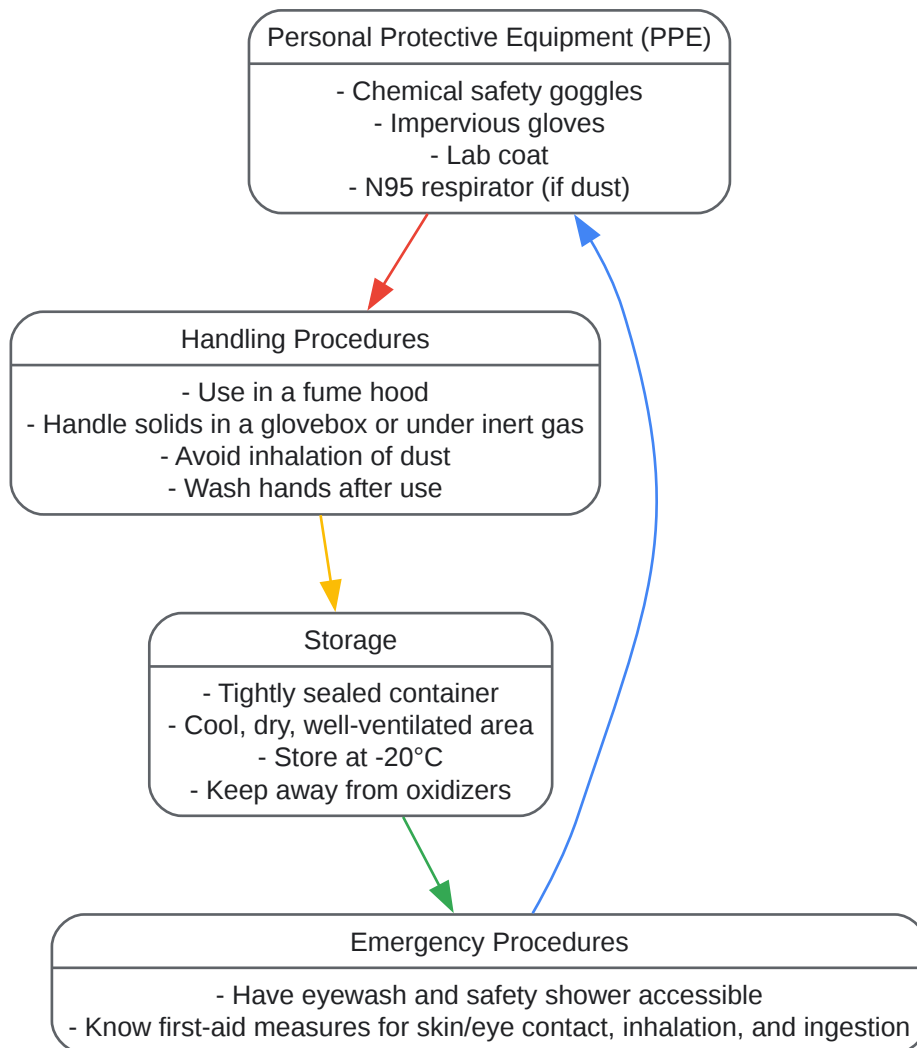 Personal Protective Equipment (PPE)
- Chemical safety goggles
- Impervious gloves
- Lab coat
- N95 respirator (if dust)
Handling Procedures
- Use in a fume hood
- Handle solids in a glovebox or under inert gas
- Avoid inhalation of dust
- Wash hands after use
Storage
- Tightly sealed container
- Cool, dry, well-ventilated area
- Store at -20°C
- Keep away from oxidizers
Emergency Procedures
- Have eyewash and safety shower accessible
- Know first-aid measures for skin/eye contact, inhalation, and ingestion